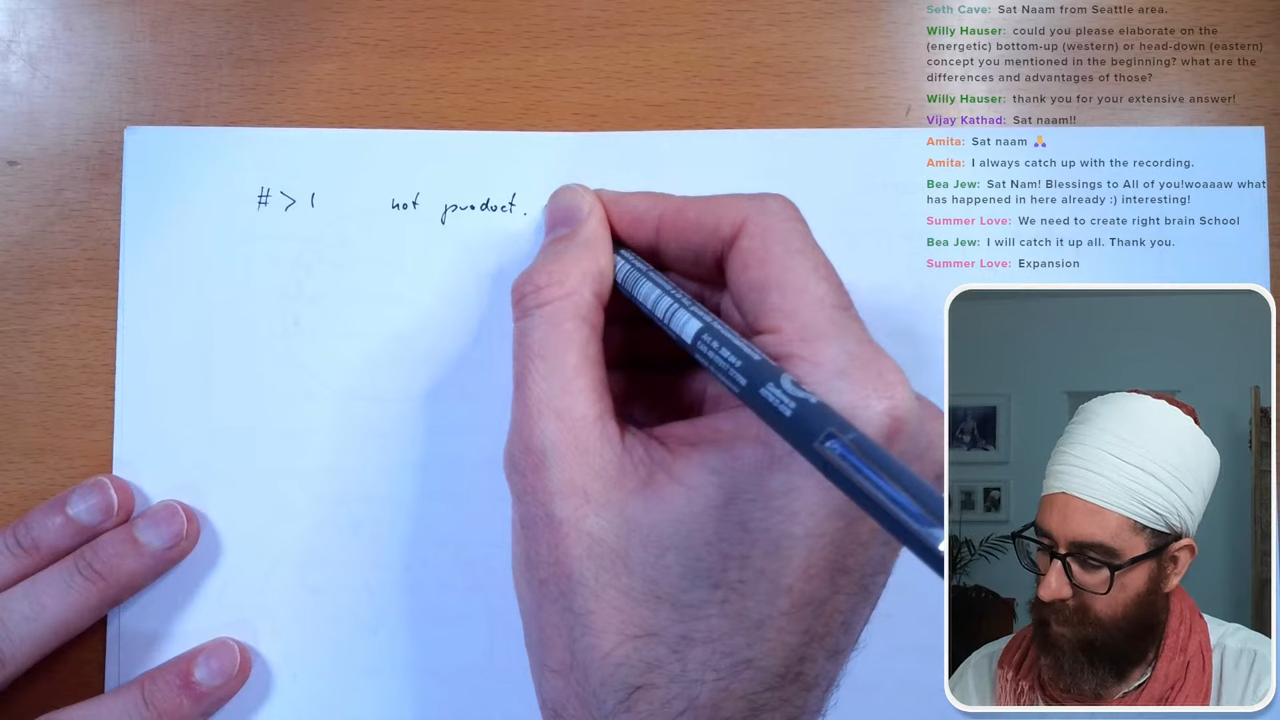 Seth Cave: Sat Naam from Seattle area.
Willy Hauser: could you please elaborate on the
(energetic) bottom-up (western) or head-down (eastern)
concept you mentioned in the beginning? what are the
differences and advantages of those?
Willy Hauser: thank you for your extensive answer!
Vijay Kathad: Sat naam!!
Amita: Sat naam 🙏
Amita: I always catch up with the recording.
Bea Jew: Sat Nam! Blessings to All of you!woaaaw what
has happened in here already :) interesting!
Summer Love: We need to create right brain School
Bea Jew: I will catch it up all. Thank you.
Summer Love: Expansion
# > 1 not product.